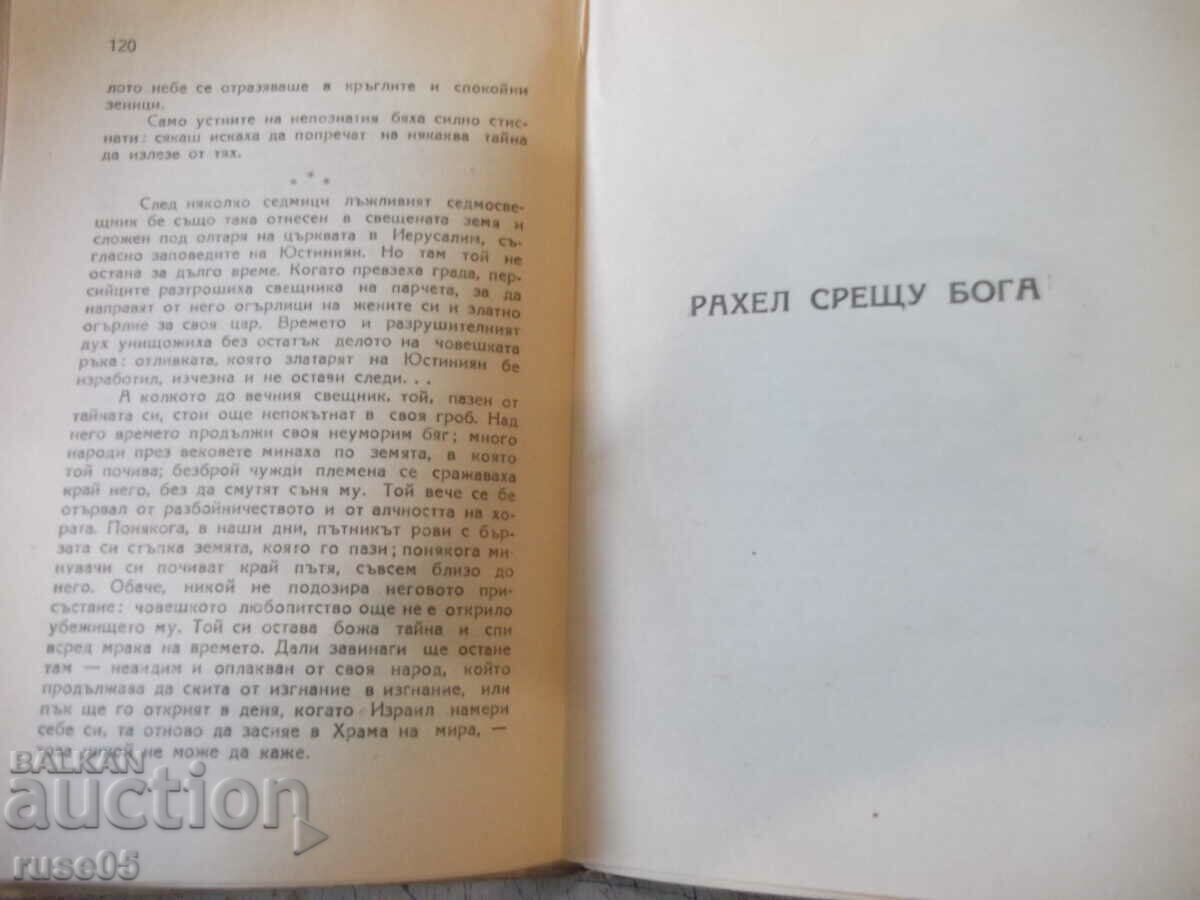 120
лото небе се отразяваше в кръглите и спокойни
зеници.
Само устните на непознатия бяха силно стис-
нати: сякаш искаха да попречат на някаква тайна
да излезе от тях.
* * *
След няколко седмици лъжливият седмосве-
щник бе също така отнесен в свещената земя и
сложен под олтаря на църквата в Иерусалим, съ-
гласно заповедите на Юстиниян. Но там той не
остана за дълго време. Когато превзеха града, пер-
сийците разтрошиха свещника на парчета, за да
направят от него огърлици на жените си и златно
огърлие за своя цар. Времето и разрушителният
дух унищожиха без остатък делото на човешката
ръка: отливката, която златарят на Юстиниян бе
изработил, изчезна и не остави следи...
А колкото до вечния свещник, той, пазен от
тайната си, стои още непокътнат в своя гроб. Над
него времето продължи своя неуморим бяг; много
народи през вековете минаха по земята, в която
той почива; безброй чужди племена се сражаваха
край него, без да смутят съня му. Той вече се бе
отървал от разбойничеството и от алчността на хо-
рата. Понякога, в наши дни, пътникът рови с бър-
зата си стъпка земята, която го пази; понякога ми-
нувачи си почиват край пътя, съвсем близо до
него. Обаче, никой не подозира неговото при-
съствие: човешкото любопитство още не е открило
убежището му. Той си остава божа тайна и спи
всред мрака на времето. Дали завинаги ще остане
там — невидим и оплакван от своя народ, който
продължава да скита от изгнание в изгнание, или
пък ще го открият в деня, когато Израил намери
себе си, та отново да засияе в Храма на мира, —
не може да каже.
РАХЕЛ СРЕЩУ БОГА
BALKAN
auction
ruse05